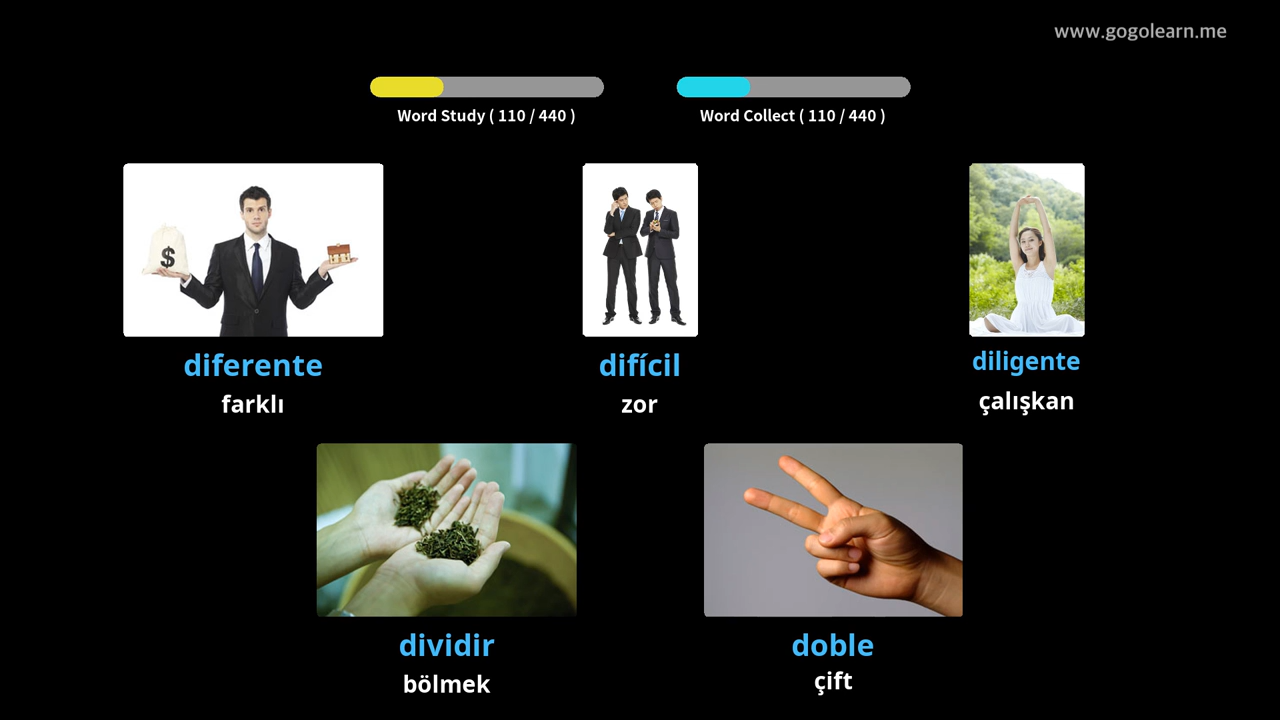 www.gogolearn.me
Word Study ( 110 / 440 )
Word Collect ( 110 / 440 )
$
diferente
farklı
difícil
zor
diligente
çalışkan
dividir
bölmek
doble
çift